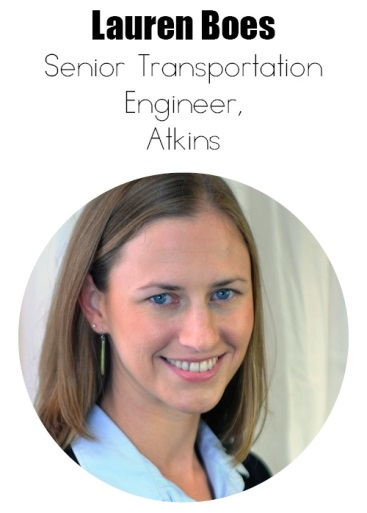 Lauren Boes
Senior Transportation
Engineer,
Atkins